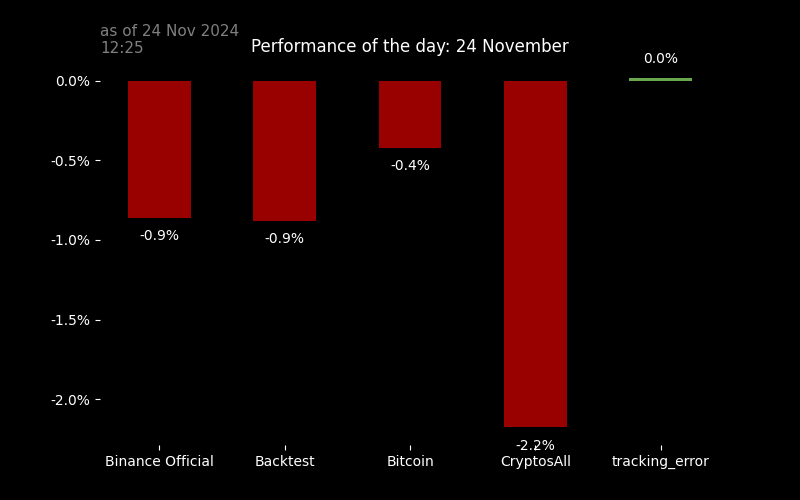 as of 24 Nov 2024
12:25
Performance of the day: 24 November
0.0%
0.0%
-0.5%
-0.4%
-1.0%
-0.9%
-0.9%
-1.5%
-2.0%
-2.2%
Binance Official
Backtest
Bitcoin
CryptosAll
tracking_error